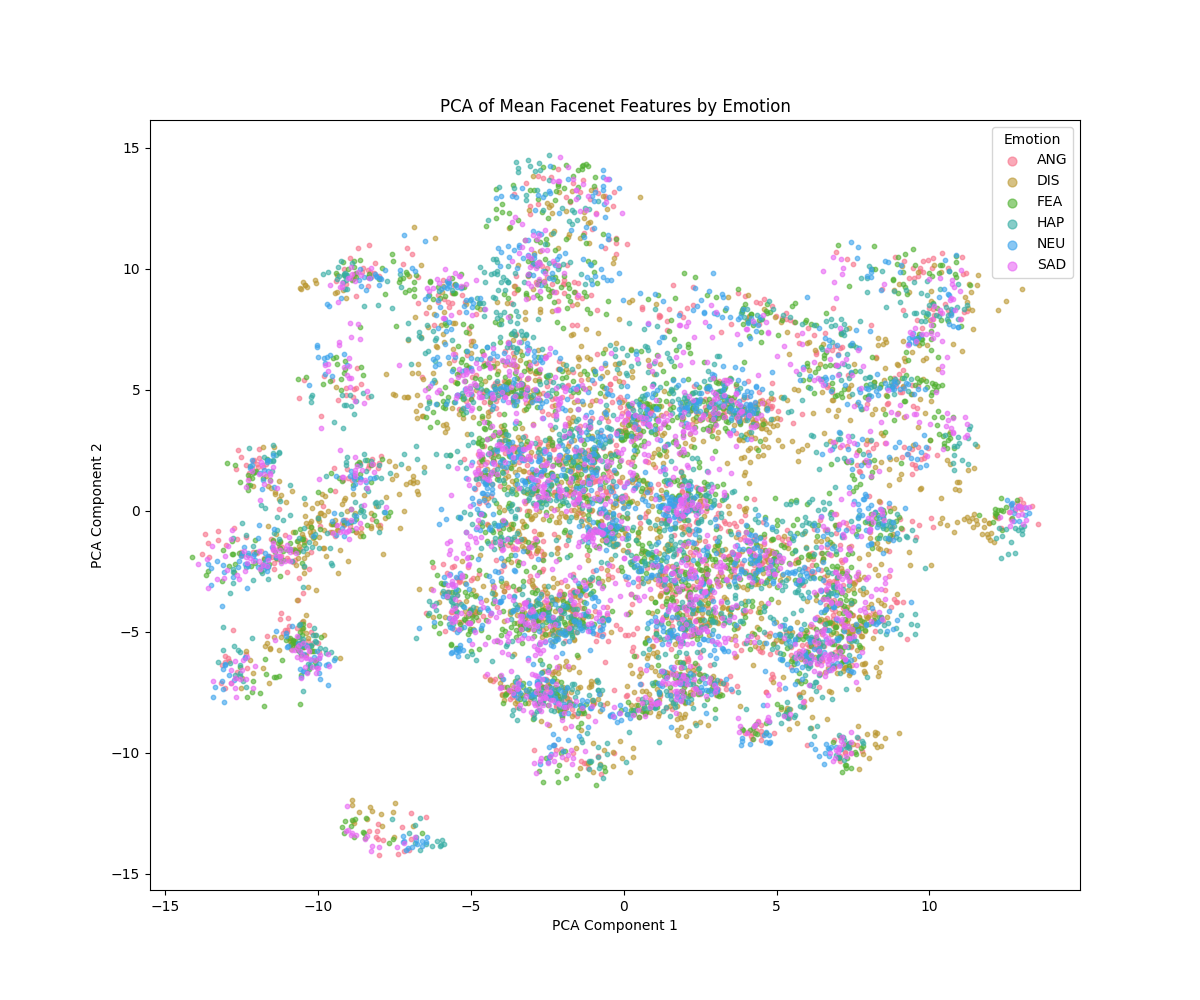 PCA of Mean Facenet Features by Emotion
Emotion
ANG
DIS
FEA
HAP
NEU
SAD
15
10
5
0
−5
−10
−15
PCA Component 2
−15
−10
−5
0
5
10
PCA Component 1